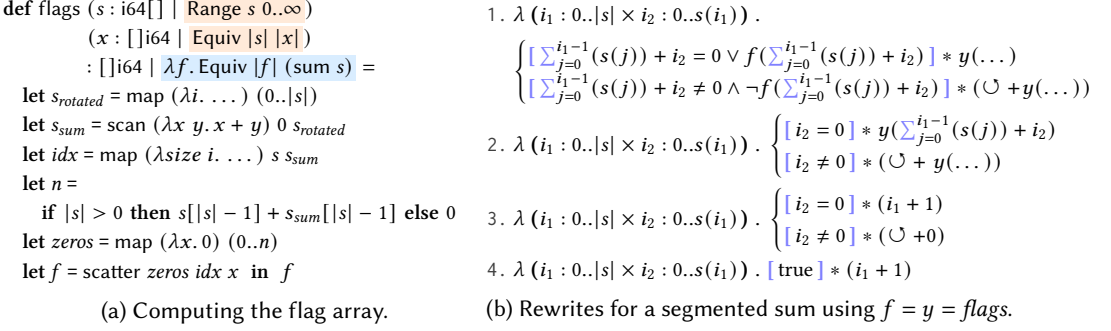 def flags (s : i64[] | Range s 0..∞)
(x : []i64 | Equiv |s| |x|)
: []i64 | λf. Equiv |f| (sum s) =
let s_rotated = map (λi. . . .) (0..|s|)
let s_sum = scan (λx y. x + y) 0 s_rotated
let idx = map (λsize i. . . .) s s_sum
let n =
if |s| > 0 then s[|s| − 1] + s_sum[|s| − 1] else 0
let zeros = map (λx. 0) (0..n)
let f = scatter zeros idx x in f
(a) Computing the flag array.
1. λ (i₁ : 0..|s| × i₂ : 0..s(i₁)) .
[ ∑_{j=0}^{i₁−1} (s(j)) + i₂ = 0 ∨ f(∑_{j=0}^{i₁−1} (s(j)) + i₂) ] ∗ y(. . .)
[ ∑_{j=0}^{i₁−1} (s(j)) + i₂ ≠ 0 ∧ ¬f(∑_{j=0}^{i₁−1} (s(j)) + i₂) ] ∗ (↺ +y(. . .))
2. λ (i₁ : 0..|s| × i₂ : 0..s(i₁)) . { [ i₂ = 0 ] ∗ y(∑_{j=0}^{i₁−1} (s(j)) + i₂)
[ i₂ ≠ 0 ] ∗ (↺ + y(. . .))
3. λ (i₁ : 0..|s| × i₂ : 0..s(i₁)) . { [ i₂ = 0 ] ∗ (i₁ + 1)
[ i₂ ≠ 0 ] ∗ (↺ +0)
4. λ (i₁ : 0..|s| × i₂ : 0..s(i₁)) . [ true ] ∗ (i₁ + 1)
(b) Rewrites for a segmented sum using f = y = flags.